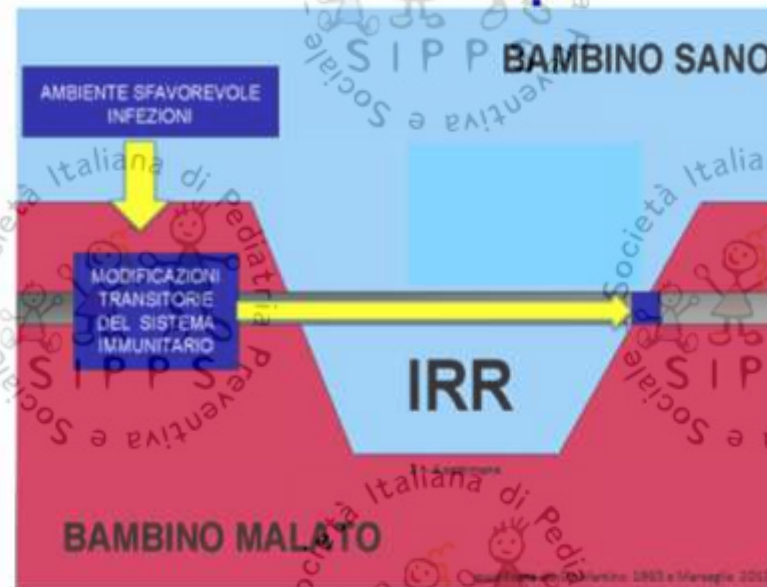 BAMBINO SANO
AMBIENTE SFAVOREVOLE
INFEZIONI
MODIFICAZIONI
TRANSITORIE
DEL SISTEMA
IMMUNITARIO
IRR
BAMBINO MALATO
SIPPS
Società Italiana di Pediatria Preventiva e Sociale